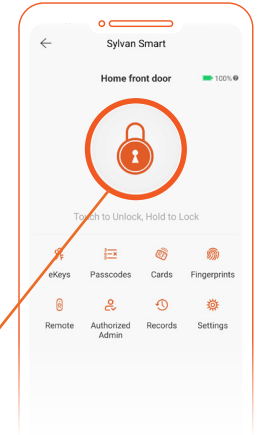 Sylvan Smart
Home front door
100%
Touch to Unlock, Hold to Lock
eKeys Passcodes Cards Fingerprints
Remote Authorized Admin Records Settings